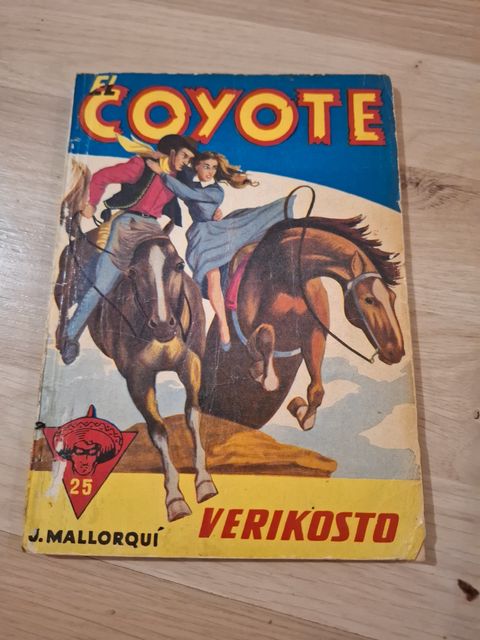 EL
COYOTE
25
J. MALLORQUÍ
VERIKOSTO